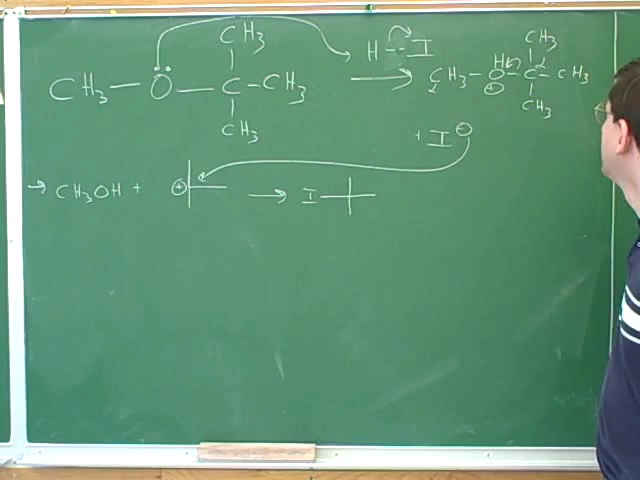 CH3
CH3 — Ö — C — CH3
CH3
H — I
CH3
CH3 — O — C — CH3
H
⊕
CH3
+ I⊖
→ CH3OH + ⊕ → I